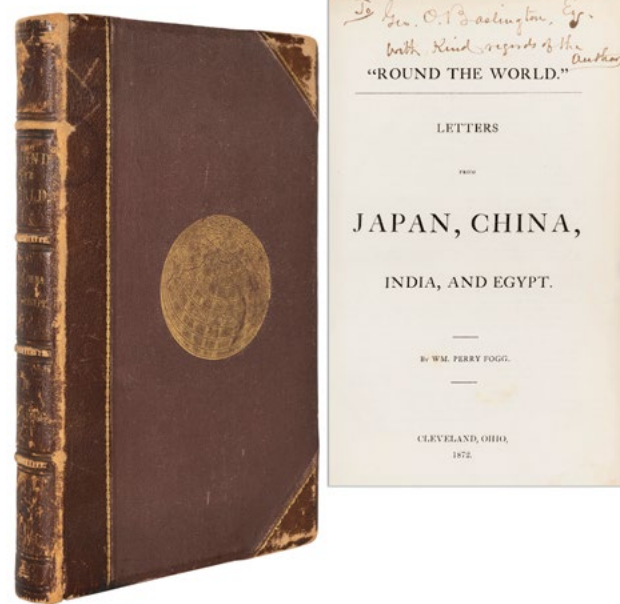 To Geo. O. Baslington, Esq.
with Kind regards of the
author
"ROUND THE WORLD."
LETTERS
FROM
JAPAN, CHINA,
INDIA, AND EGYPT.
By WM. PERRY FOGG.
CLEVELAND, OHIO,
1872.